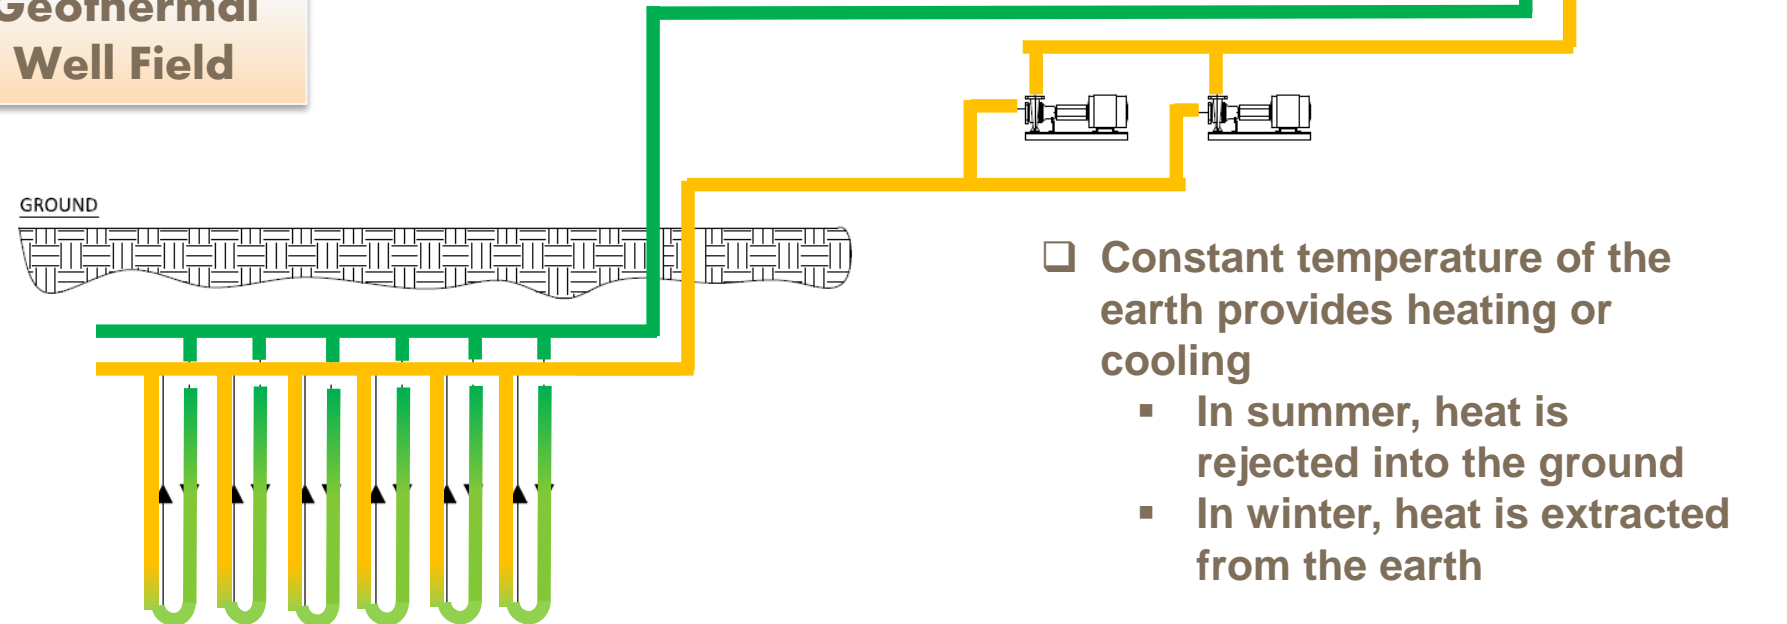 Geothermal
Well Field
GROUND
❑ Constant temperature of the
earth provides heating or
cooling
▪ In summer, heat is
rejected into the ground
▪ In winter, heat is extracted
from the earth